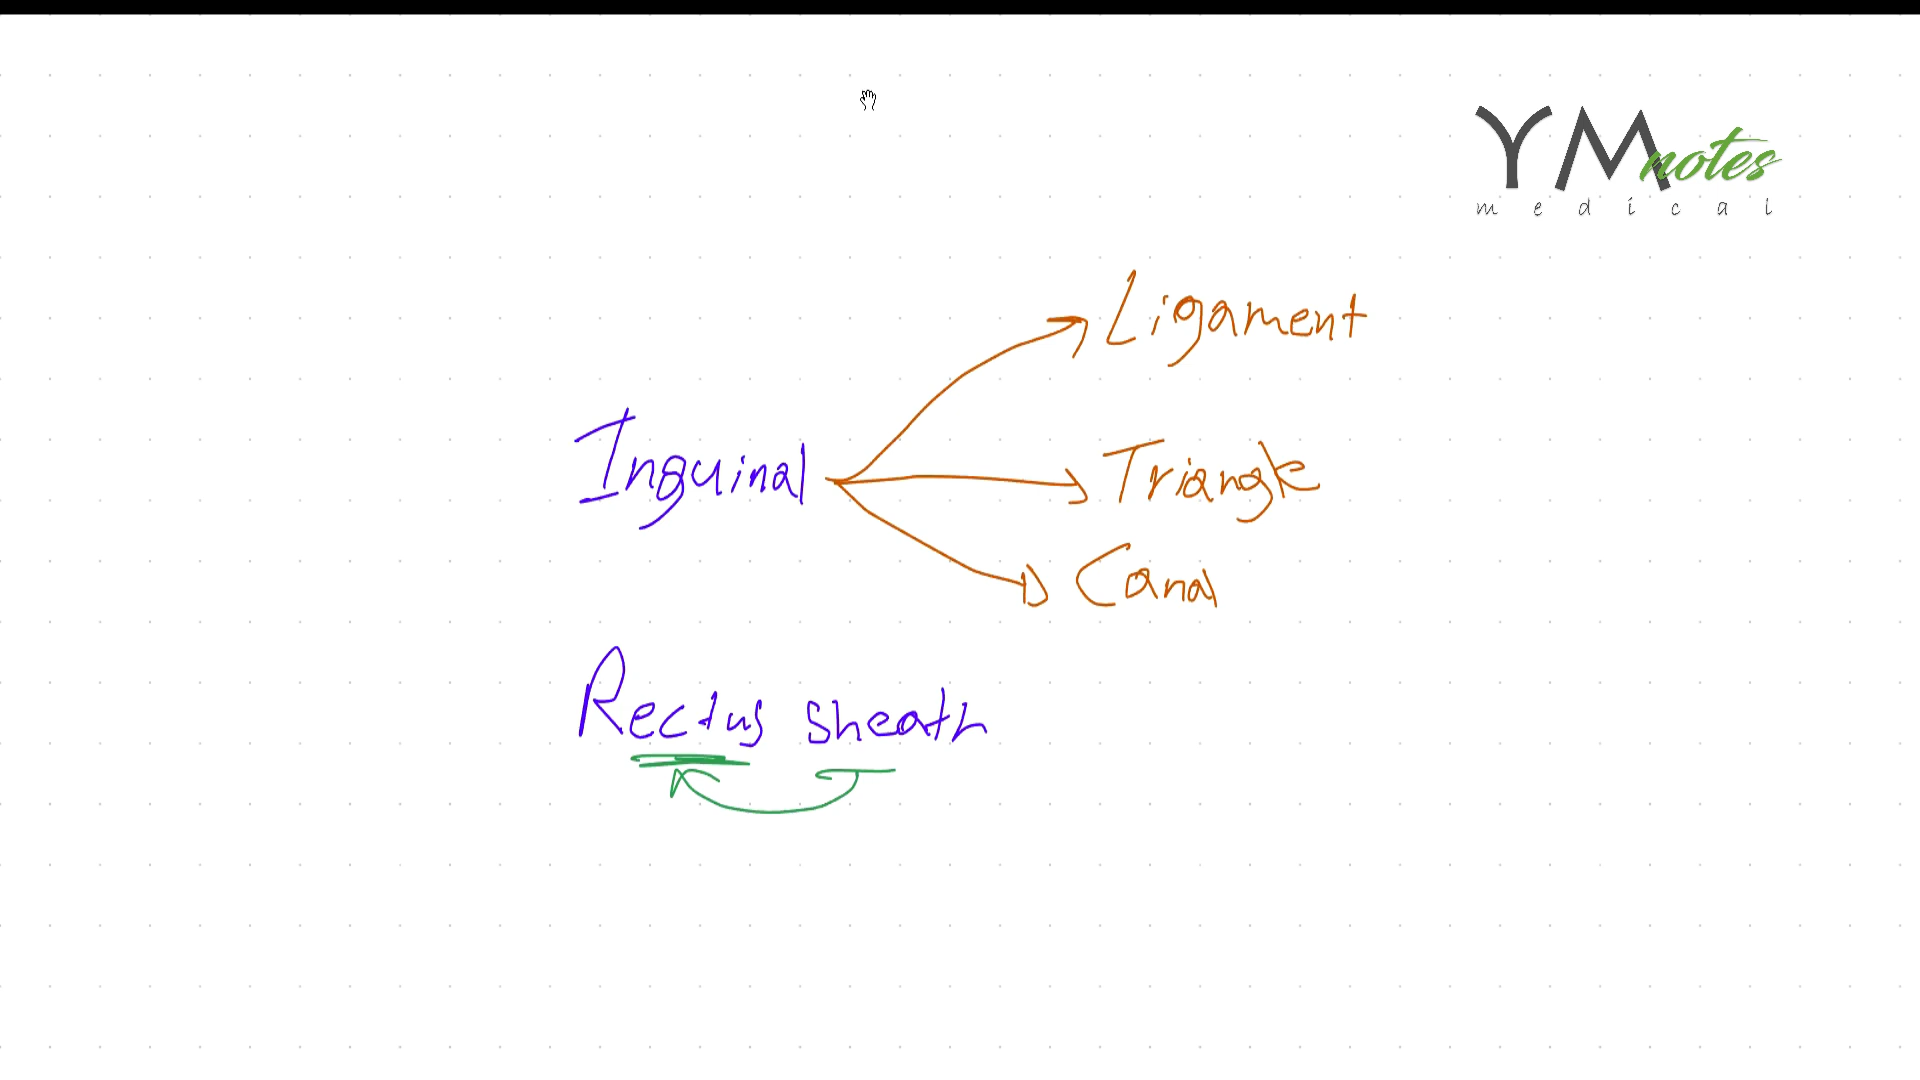 YM notes
medical
Ligament
Inguinal
Triangle
Canal
Rectus sheath